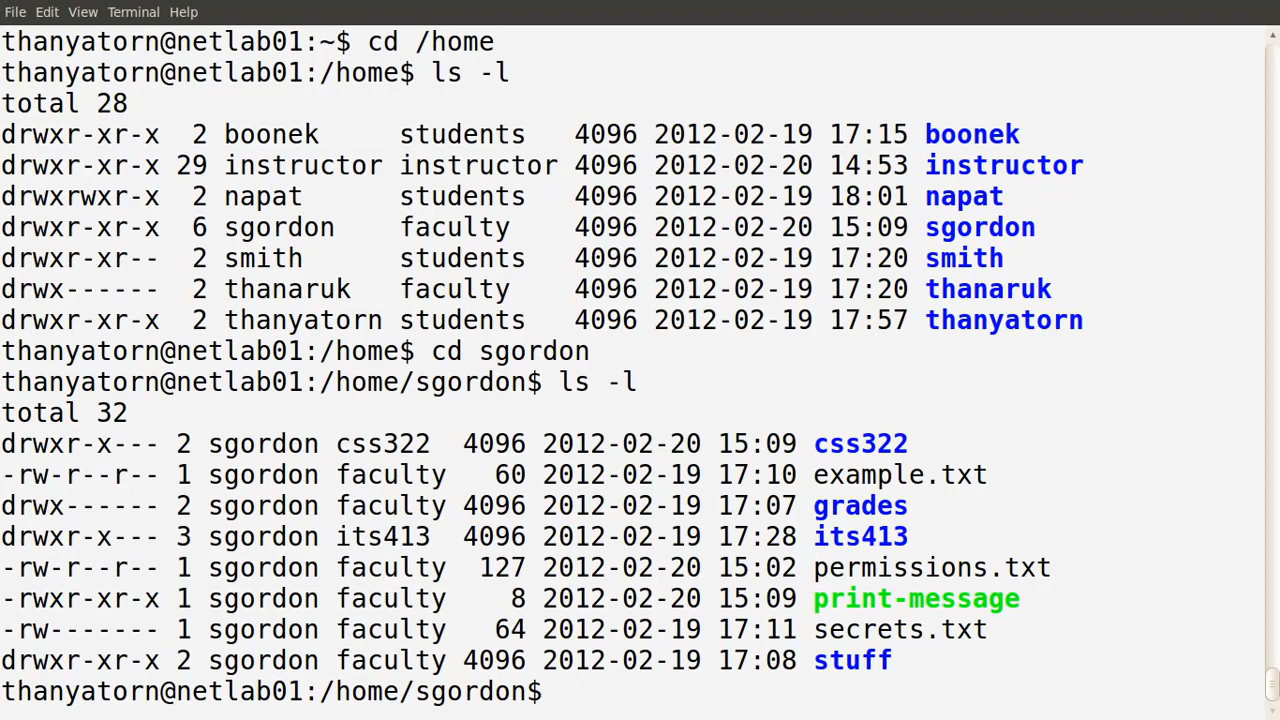 File Edit View Terminal Help
thanyatorn@netlab01:~$ cd /home
thanyatorn@netlab01:/home$ ls -l
total 28
drwxr-xr-x  2 boonek     students   4096 2012-02-19 17:15 boonek
drwxr-xr-x 29 instructor instructor 4096 2012-02-20 14:53 instructor
drwxrwxr-x  2 napat      students   4096 2012-02-19 18:01 napat
drwxr-xr-x  6 sgordon    faculty    4096 2012-02-20 15:09 sgordon
drwxr-xr--  2 smith      students   4096 2012-02-19 17:20 smith
drwx------  2 thanaruk   faculty    4096 2012-02-19 17:20 thanaruk
drwxr-xr-x  2 thanyatorn students   4096 2012-02-19 17:57 thanyatorn
thanyatorn@netlab01:/home$ cd sgordon
thanyatorn@netlab01:/home/sgordon$ ls -l
total 32
drwxr-x--- 2 sgordon css322  4096 2012-02-20 15:09 css322
-rw-r--r-- 1 sgordon faculty   60 2012-02-19 17:10 example.txt
drwx------ 2 sgordon faculty 4096 2012-02-19 17:07 grades
drwxr-x--- 3 sgordon its413  4096 2012-02-19 17:28 its413
-rw-r--r-- 1 sgordon faculty  127 2012-02-20 15:02 permissions.txt
-rwxr-xr-x 1 sgordon faculty    8 2012-02-20 15:09 print-message
-rw------- 1 sgordon faculty   64 2012-02-19 17:11 secrets.txt
drwxr-xr-x 2 sgordon faculty 4096 2012-02-19 17:08 stuff
thanyatorn@netlab01:/home/sgordon$